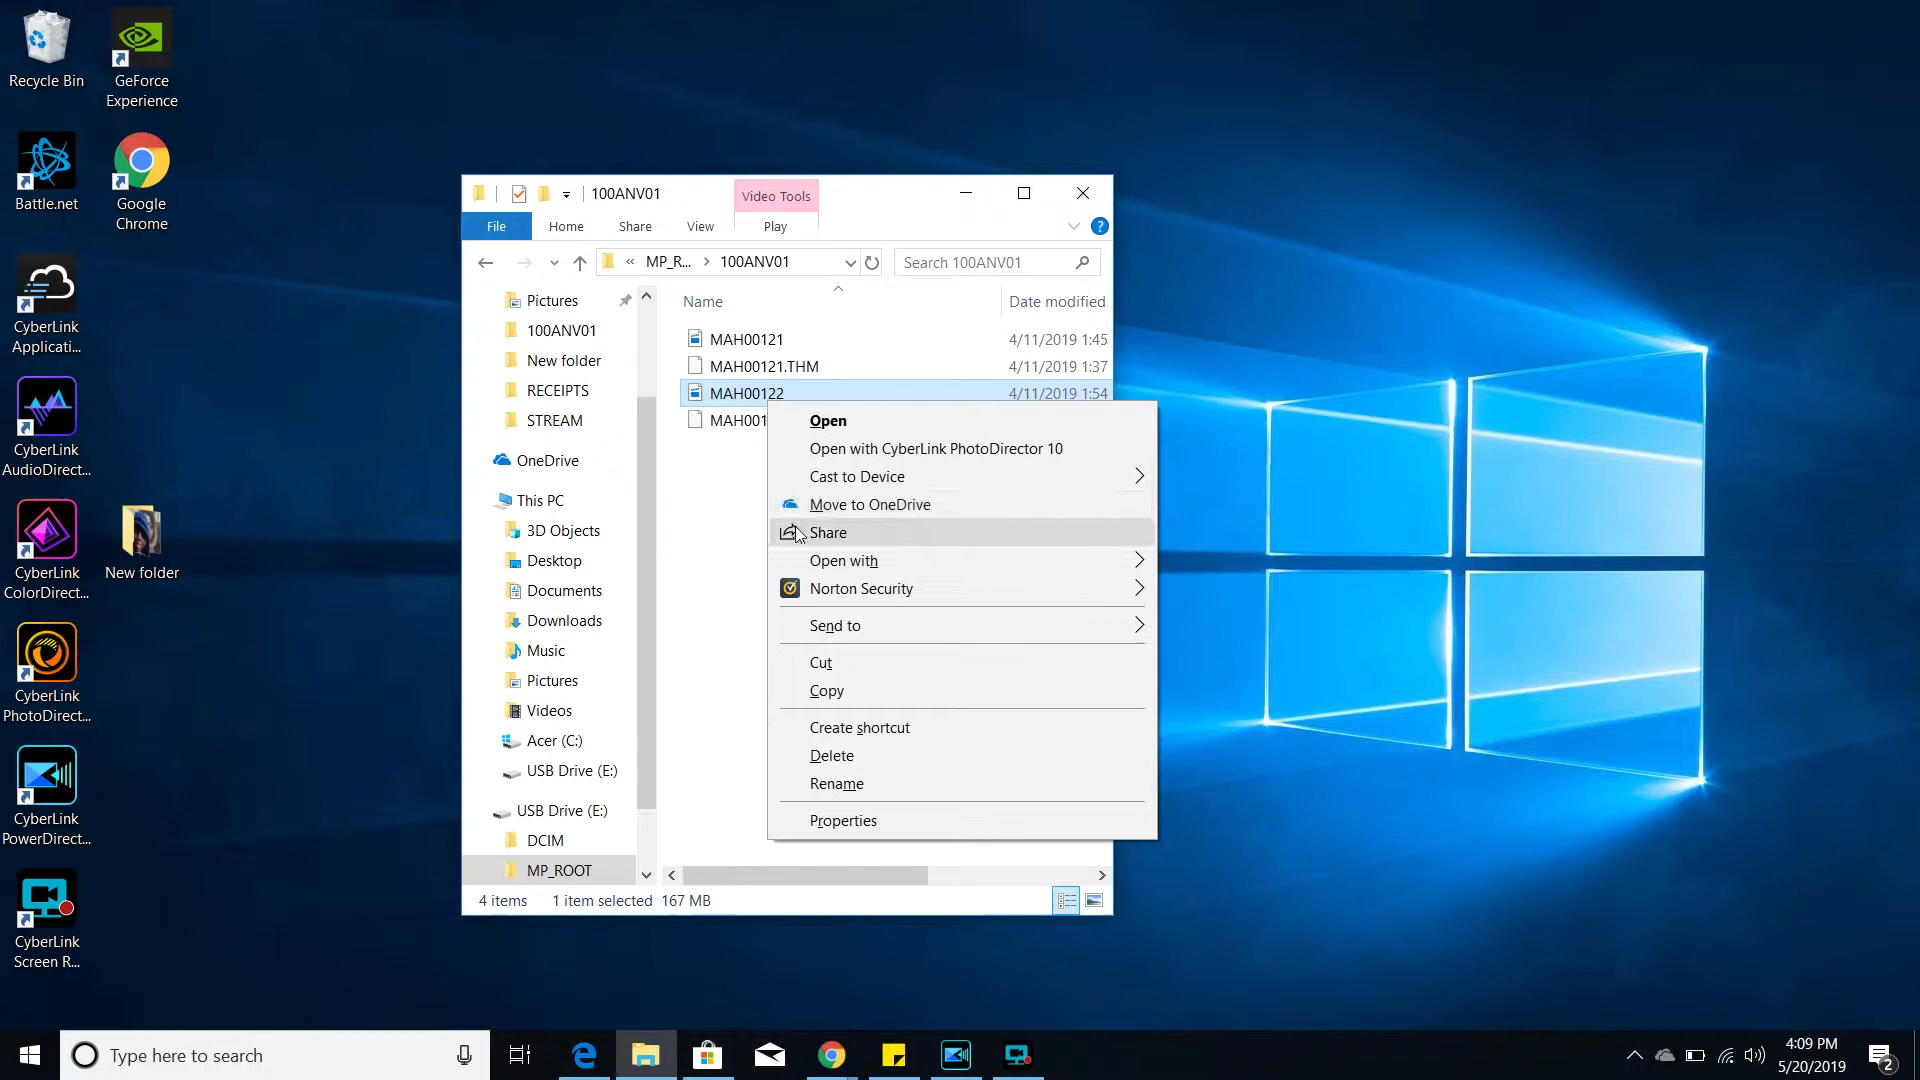 Recycle Bin
GeForce
Experience
Battle.net
Google
Chrome
CyberLink
Applicati...
CyberLink
AudioDirect...
CyberLink
ColorDirect...
New folder
CyberLink
PhotoDirect...
CyberLink
PowerDirect...
CyberLink
Screen R...
100ANV01
Video Tools
File
Home
Share
View
Play
« MP_R... > 100ANV01
Search 100ANV01
Pictures
100ANV01
New folder
RECEIPTS
STREAM
OneDrive
This PC
3D Objects
Desktop
Documents
Downloads
Music
Pictures
Videos
Acer (C:)
USB Drive (E:)
USB Drive (E:)
DCIM
MP_ROOT
Name
Date modified
MAH00121
4/11/2019 1:45
MAH00121.THM
4/11/2019 1:37
MAH00122
4/11/2019 1:54
MAH001
Open
Open with CyberLink PhotoDirector 10
Cast to Device
Move to OneDrive
Share
Open with
Norton Security
Send to
Cut
Copy
Create shortcut
Delete
Rename
Properties
4 items
1 item selected 167 MB
Type here to search
4:09 PM
5/20/2019
2